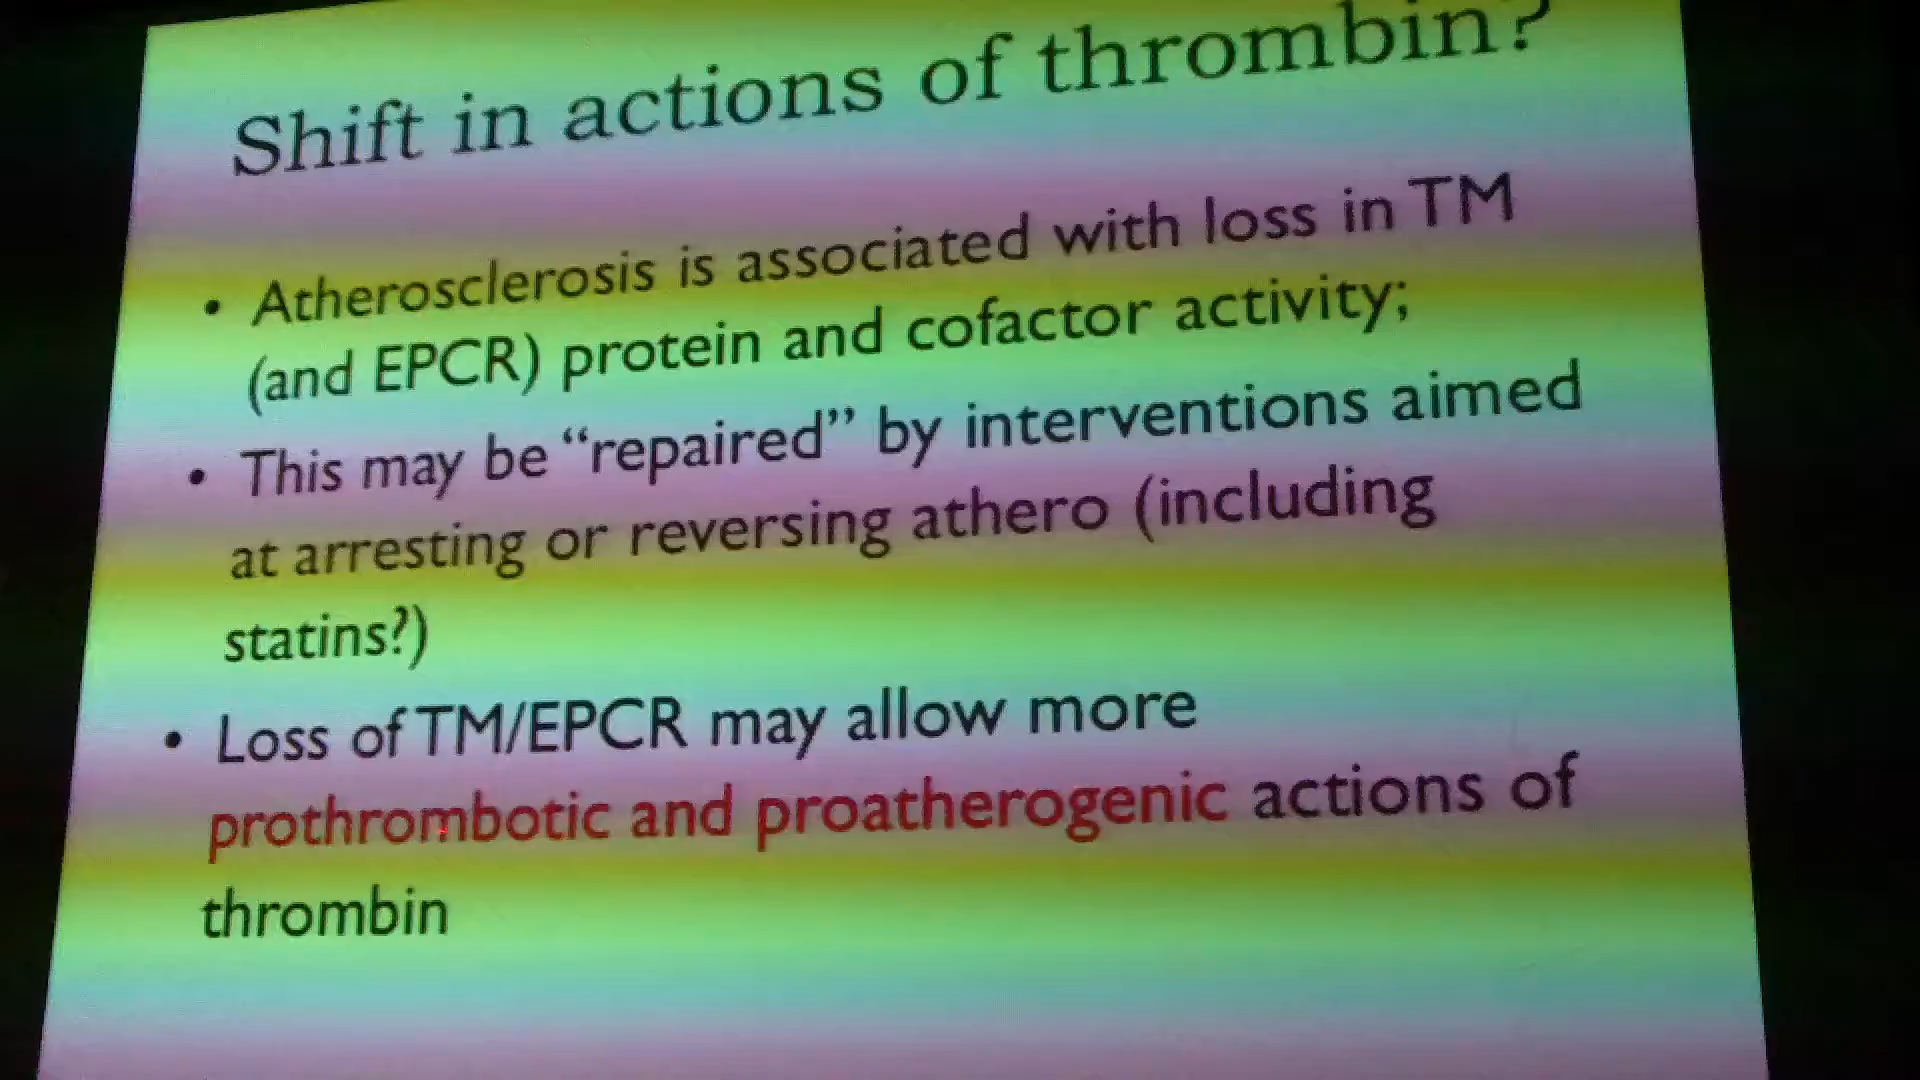 Shift in actions of thrombin?
• Atherosclerosis is associated with loss in TM
(and EPCR) protein and cofactor activity;
• This may be “repaired” by interventions aimed
at arresting or reversing athero (including
statins?)
• Loss of TM/EPCR may allow more
prothrombotic and proatherogenic actions of
thrombin